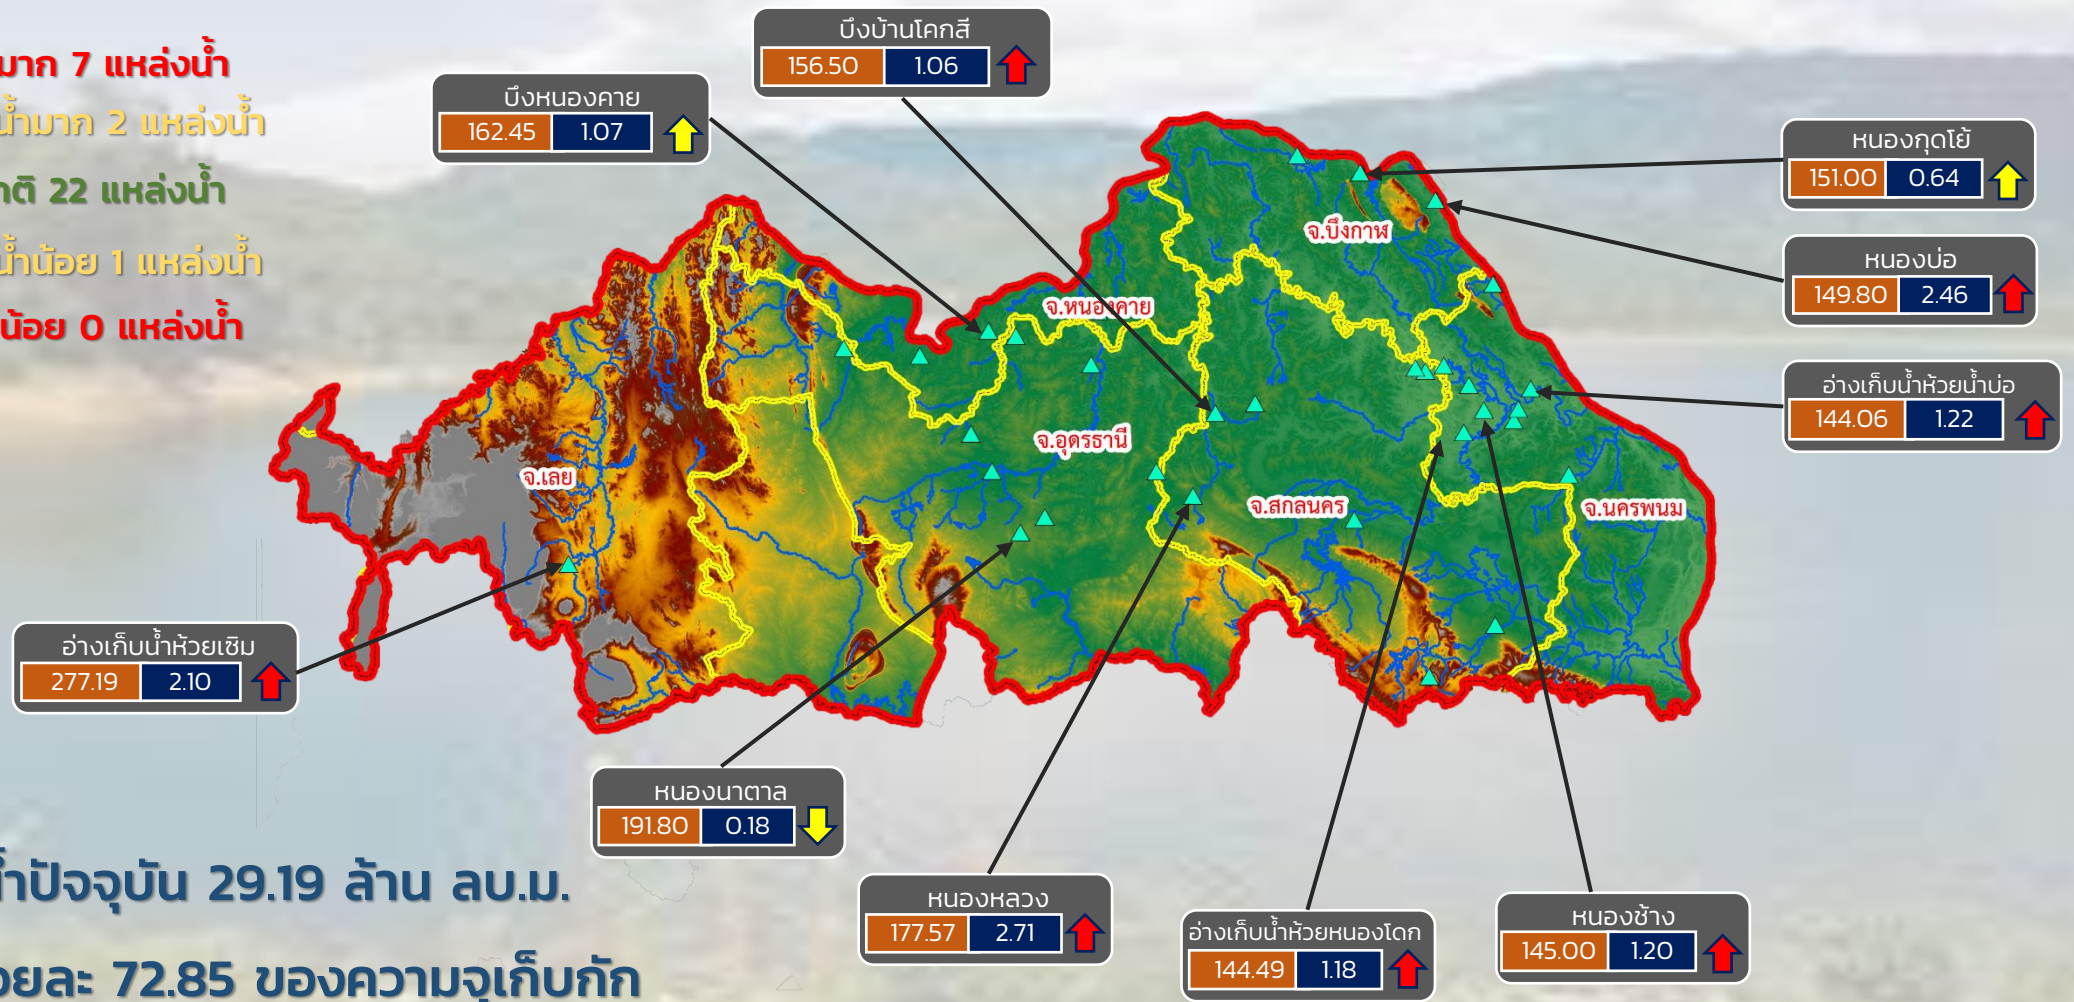 มาก 7 แหล่งน้ำ
น้ำมาก 2 แหล่งน้ำ
กติ 22 แหล่งน้ำ
น้ำน้อย 1 แหล่งน้ำ
น้อย 0 แหล่งน้ำ
บึงบ้านโคกสี
156.50 1.06
บึงหนองคาย
162.45 1.07
หนองกุดโย้
151.00 0.64
หนองบ่อ
149.80 2.46
อ่างเก็บน้ำห้วยน้ำบ่อ
144.06 1.22
จ.บึงกาฬ
จ.หนองคาย
จ.อุดรธานี
จ.เลย
จ.สกลนคร
จ.นครพนม
อ่างเก็บน้ำห้วยเซิม
277.19 2.10
หนองนาตาล
191.80 0.18
หนองหลวง
177.57 2.71
อ่างเก็บน้ำห้วยหนองโดก
144.49 1.18
หนองช้าง
145.00 1.20
ปัจจุบัน 29.19 ล้าน ลบ.ม.
ยละ 72.85 ของความจุเก็บกัก